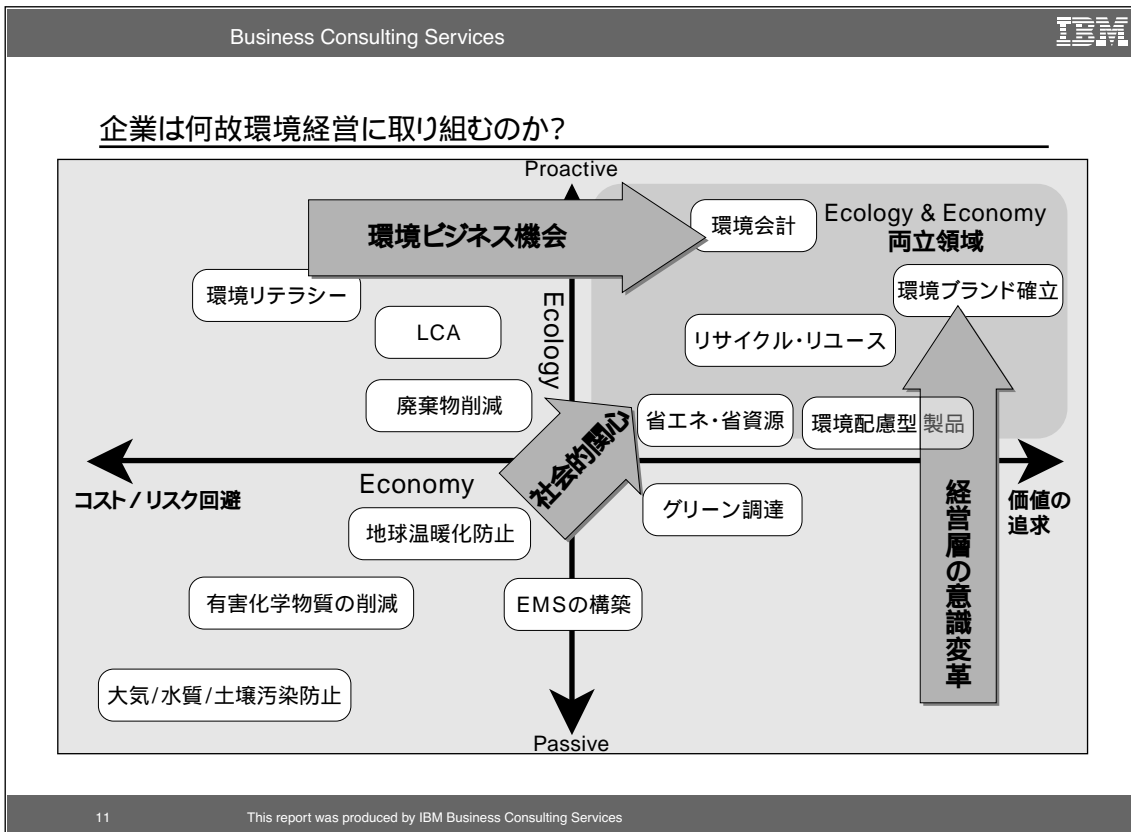 Business Consulting Services
IBM
企業は何故環境経営に取り組むのか?
Proactive
環境ビジネス機会
環境会計
Ecology & Economy
両立領域
環境リテラシー
環境ブランド確立
Ecology
LCA
リサイクル・リユース
廃棄物削減
社会的関心
省エネ・省資源
環境配慮型 製品
コスト/リスク回避
Economy
価値の
追求
グリーン調達
経営層の意識変革
地球温暖化防止
有害化学物質の削減
EMSの構築
大気/水質/土壌汚染防止
Passive
11
This report was produced by IBM Business Consulting Services